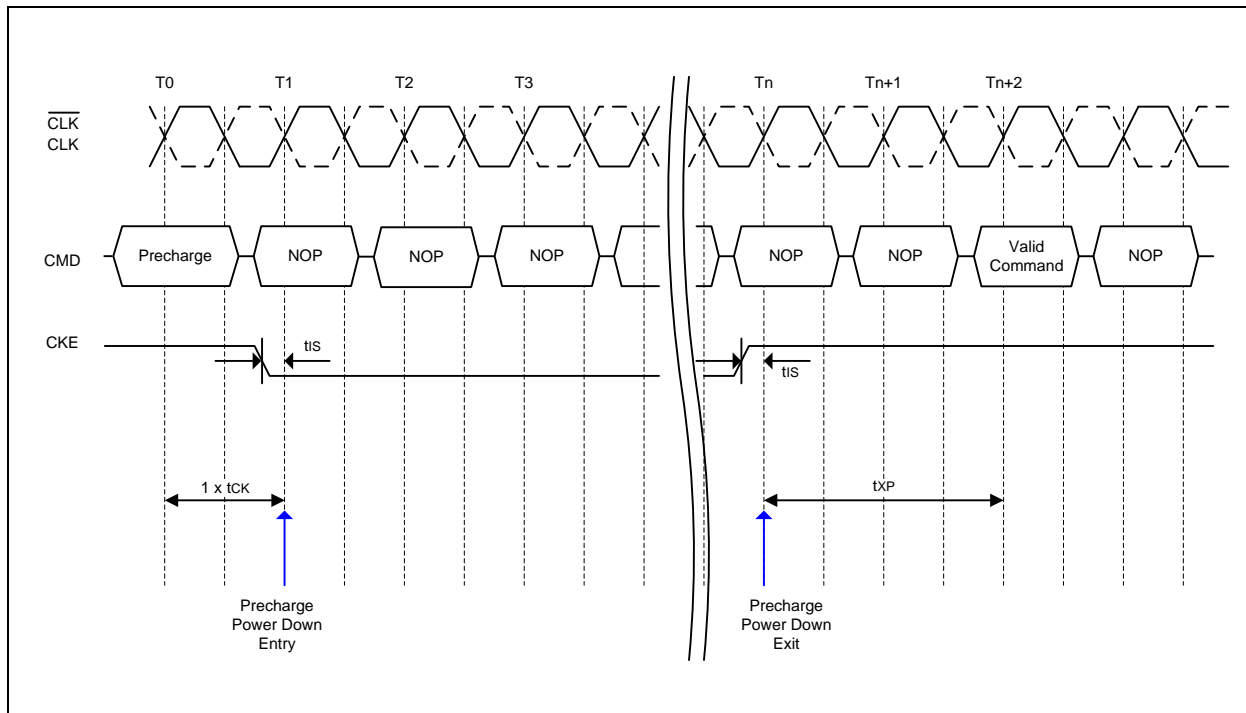 T0 T1 T2 T3 Tn Tn+1 Tn+2
CLK
CLK
CMD
Precharge NOP NOP NOP NOP NOP Valid Command NOP
CKE
tIS
tIS
1 x tCK
tXP
Precharge
Power Down
Entry
Precharge
Power Down
Exit